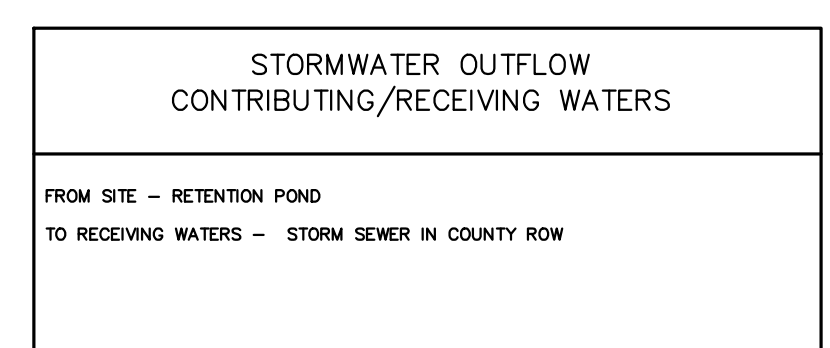 STORMWATER OUTFLOW
CONTRIBUTING/RECEIVING WATERS
FROM SITE – RETENTION POND
TO RECEIVING WATERS – STORM SEWER IN COUNTY ROW